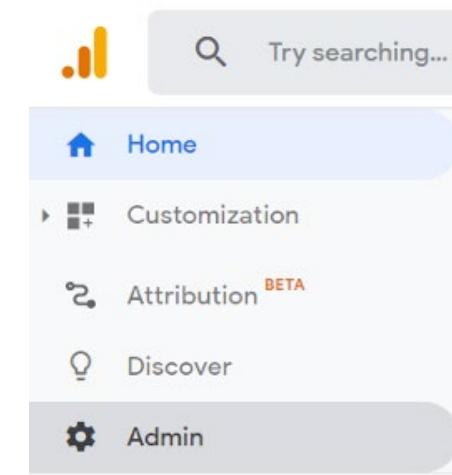 Try searching...
Home
Customization
Attribution BETA
Discover
Admin